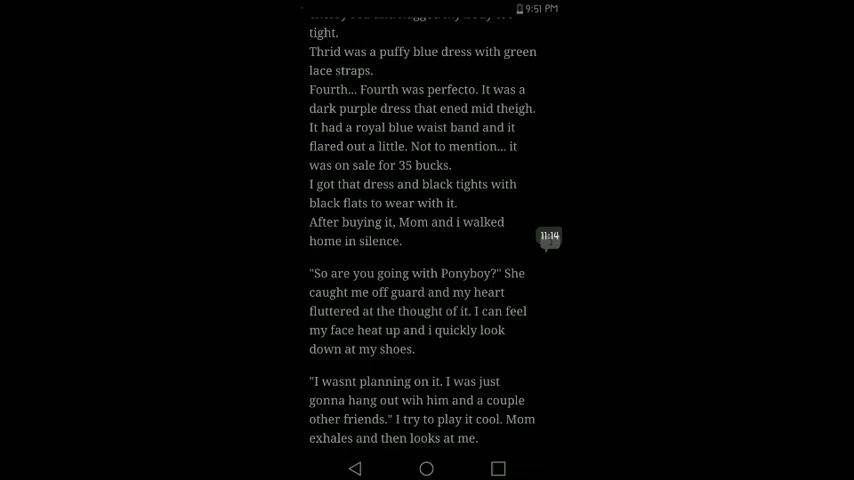 9:51 PM
tight.
Thrid was a puffy blue dress with green
lace straps.
Fourth... Fourth was perfecto. It was a
dark purple dress that ened mid theigh.
It had a royal blue waist band and it
flared out a little. Not to mention... it
was on sale for 35 bucks.
I got that dress and black tights with
black flats to wear with it.
After buying it, Mom and i walked
home in silence.
11:14
"So are you going with Ponyboy?" She
caught me off guard and my heart
fluttered at the thought of it. I can feel
my face heat up and i quickly look
down at my shoes.
"I wasnt planning on it. I was just
gonna hang out wih him and a couple
other friends." I try to play it cool. Mom
exhales and then looks at me.